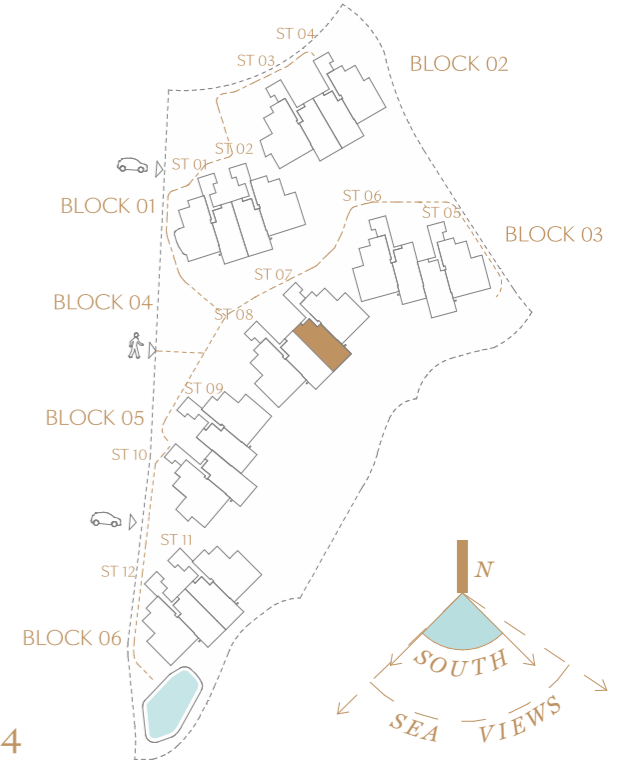 ST 04
ST 03
BLOCK 02
ST 02
ST 01
BLOCK 01
ST 06
ST 05
BLOCK 03
ST 07
BLOCK 04
ST 08
ST 09
BLOCK 05
ST 10
ST 11
ST 12
N
BLOCK 06
SOUTH
SEA VIEWS
4